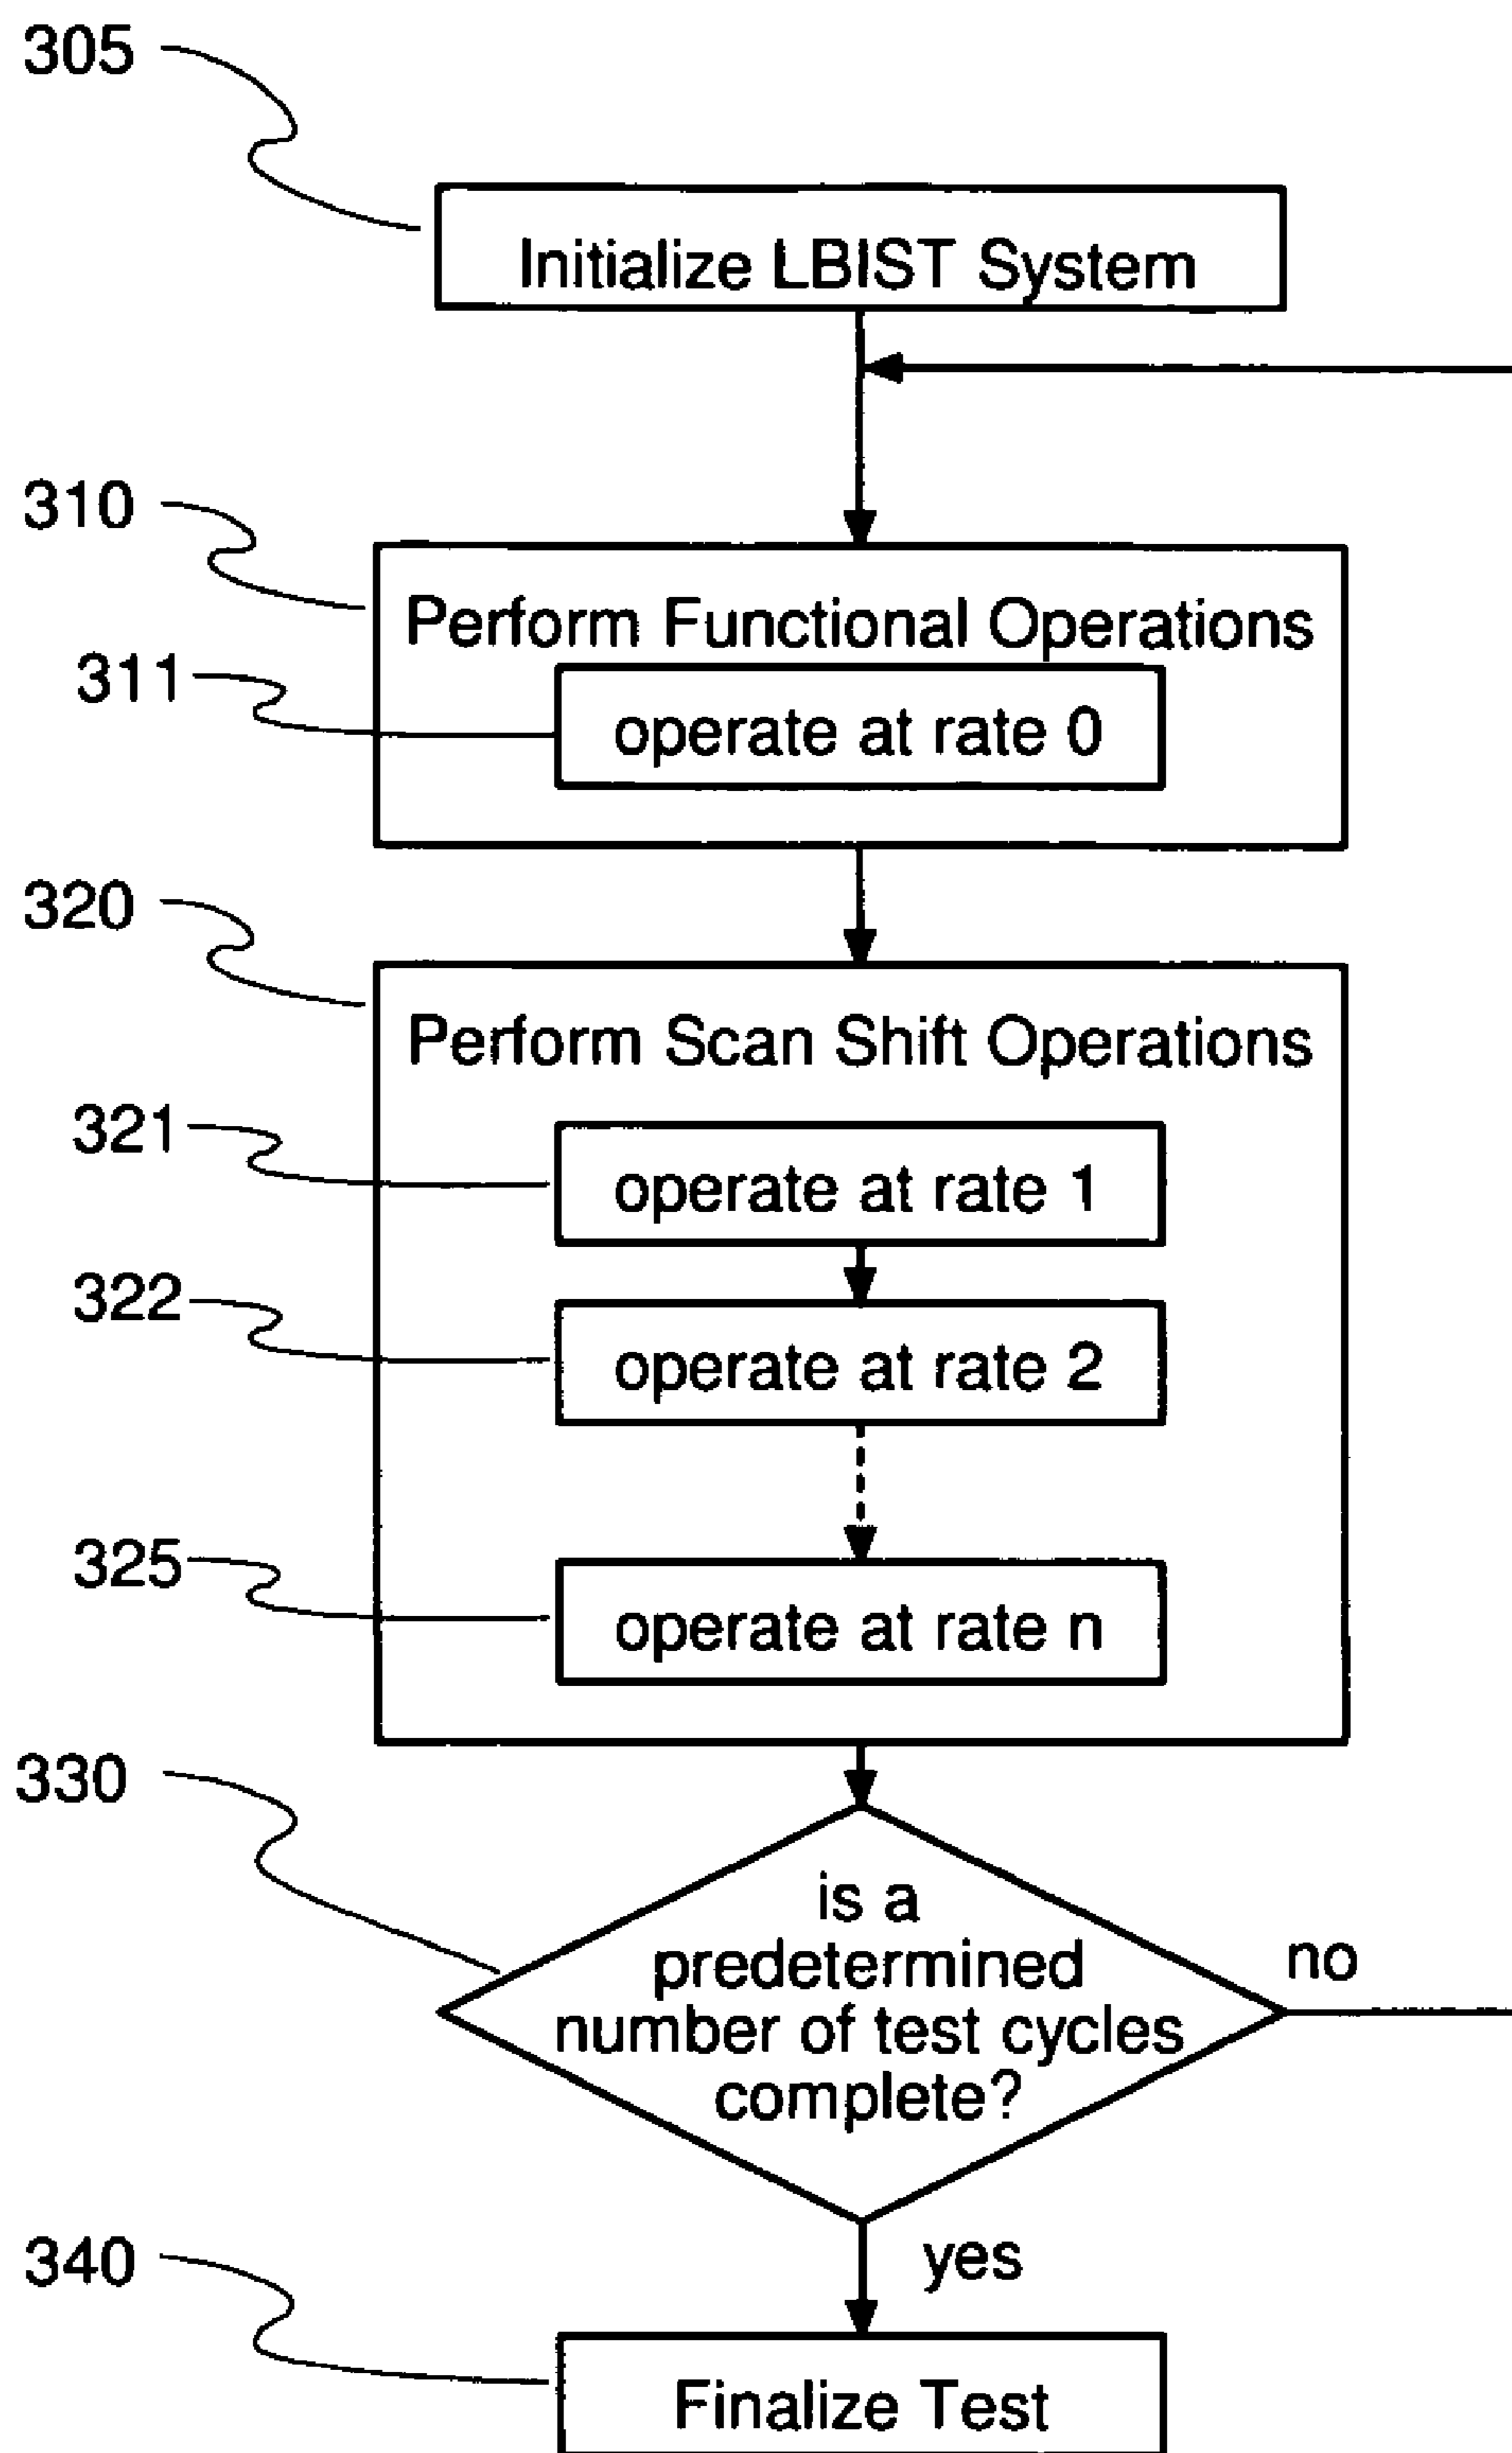 305
Initialize LBIST System
310
Perform Functional Operations
311
operate at rate 0
320
Perform Scan Shift Operations
321
operate at rate 1
322
operate at rate 2
325
operate at rate n
330
is a
predetermined
number of test cycles
complete?
no
yes
340
Finalize Test